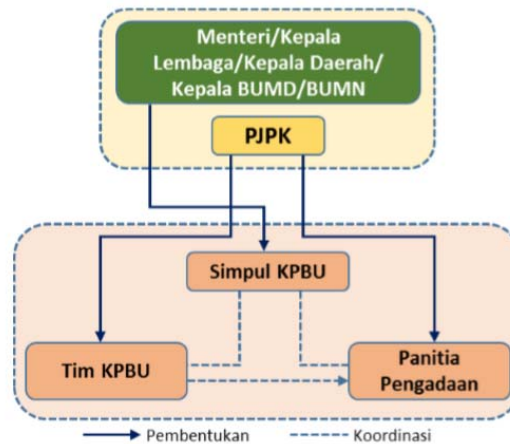 Menteri/Kepala
Lembaga/Kepala Daerah/
Kepala BUMD/BUMN
PJPK
Simpul KPBU
Tim KPBU
Panitia
Pengadaan
Pembentukan
Koordinasi